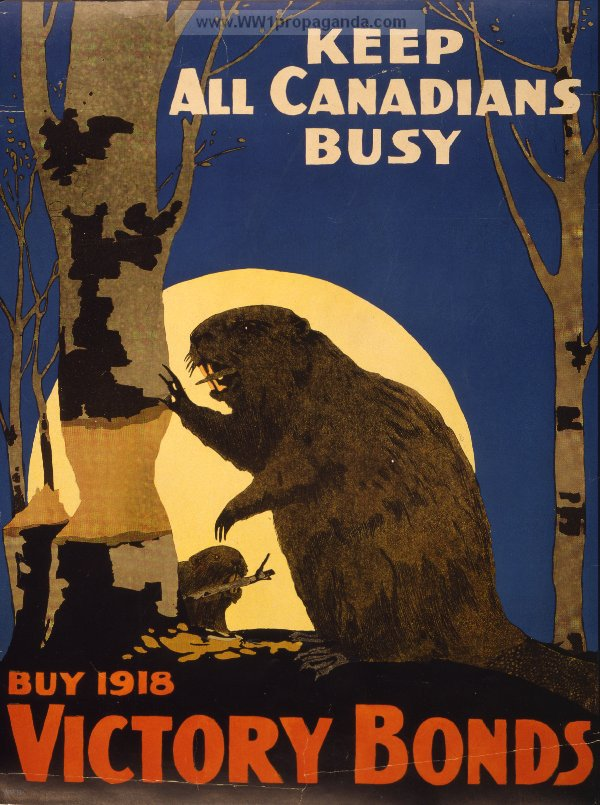 www.WW1propaganda.com
KEEP
ALL CANADIANS
BUSY
BUY 1918
VICTORY BONDS